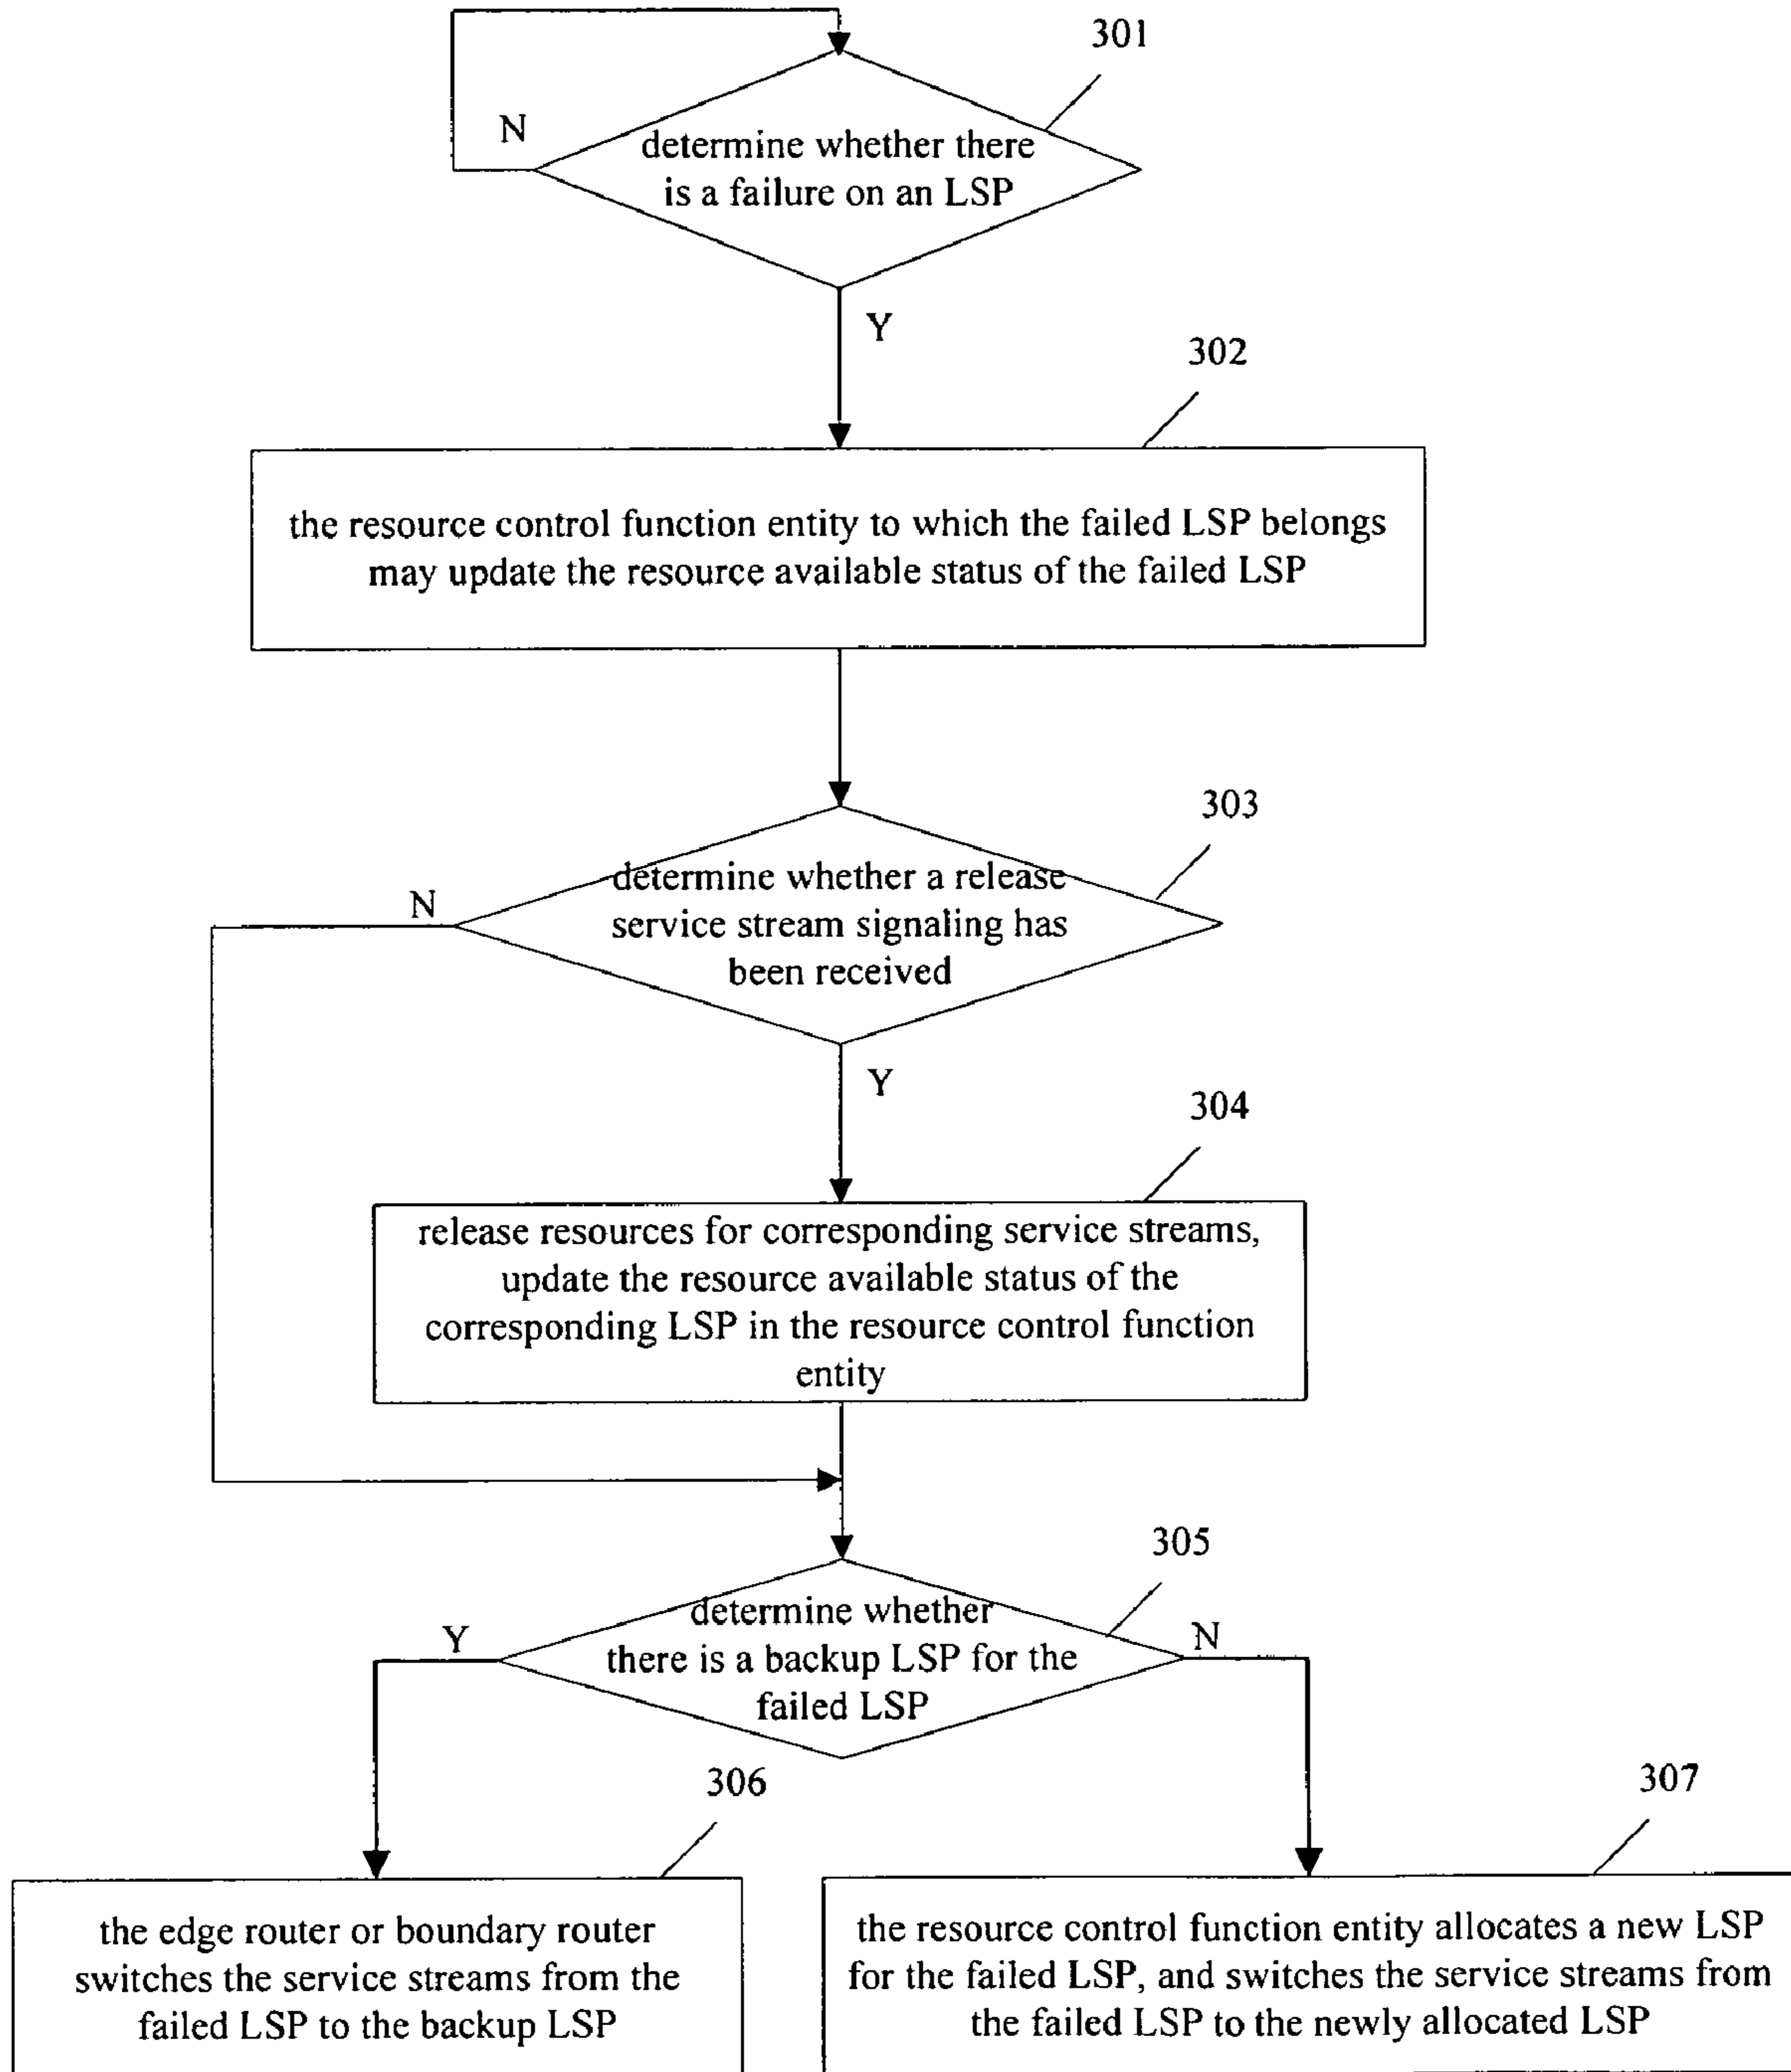 301
N
determine whether there
is a failure on an LSP
Y
302
the resource control function entity to which the failed LSP belongs
may update the resource available status of the failed LSP
303
N
determine whether a release
service stream signaling has
been received
Y
304
release resources for corresponding service streams,
update the resource available status of the
corresponding LSP in the resource control function
entity
305
Y
determine whether
there is a backup LSP for the
failed LSP
N
306
the edge router or boundary router
switches the service streams from the
failed LSP to the backup LSP
307
the resource control function entity allocates a new LSP
for the failed LSP, and switches the service streams from
the failed LSP to the newly allocated LSP